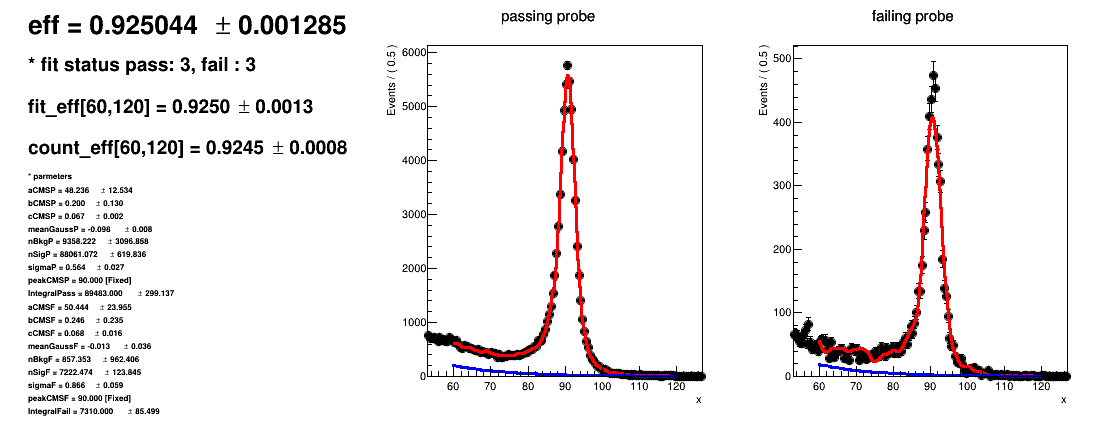 eff = 0.925044 ± 0.001285
* fit status pass: 3, fail : 3
fit_eff[60,120] = 0.9250 ± 0.0013
count_eff[60,120] = 0.9245 ± 0.0008
* parmeters
aCMSP = 48.236 ± 12.534
bCMSP = 0.200 ± 0.130
cCMSP = 0.067 ± 0.002
meanGaussP = -0.098 ± 0.008
nBkgP = 9358.222 ± 3096.858
nSigP = 88061.072 ± 619.836
sigmaP = 0.564 ± 0.027
peakCMSP = 90.000 [Fixed]
IntegralPass = 89483.000 ± 299.137
aCMSF = 50.444 ± 23.955
bCMSF = 0.246 ± 0.235
cCMSF = 0.068 ± 0.016
meanGaussF = -0.013 ± 0.036
nBkgF = 857.353 ± 962.406
nSigF = 7222.474 ± 123.845
sigmaF = 0.866 ± 0.059
peakCMSF = 90.000 [Fixed]
IntegralFail = 7310.000 ± 85.499
passing probe
Events / ( 0.5 )
6000
5000
4000
3000
2000
1000
0
60 70 80 90 100 110 120
x
failing probe
Events / ( 0.5 )
500
400
300
200
100
0
60 70 80 90 100 110 120
x